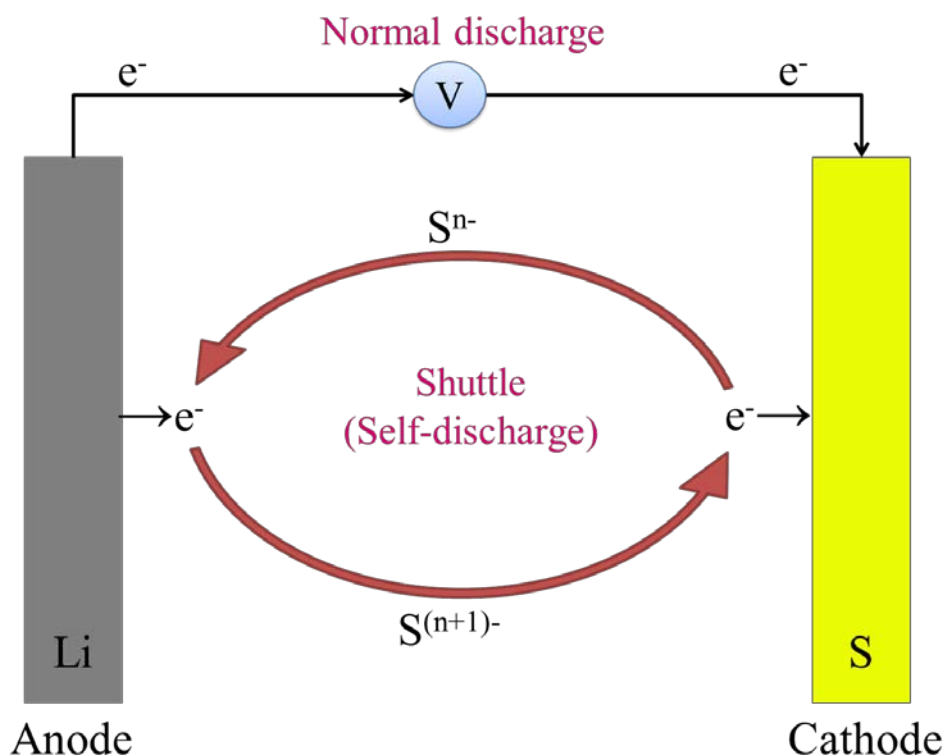 Normal discharge
e⁻
V
e⁻
Sⁿ⁻
Shuttle
(Self-discharge)
e⁻
e⁻
S⁽ⁿ⁺¹⁾⁻
Li
S
Anode
Cathode